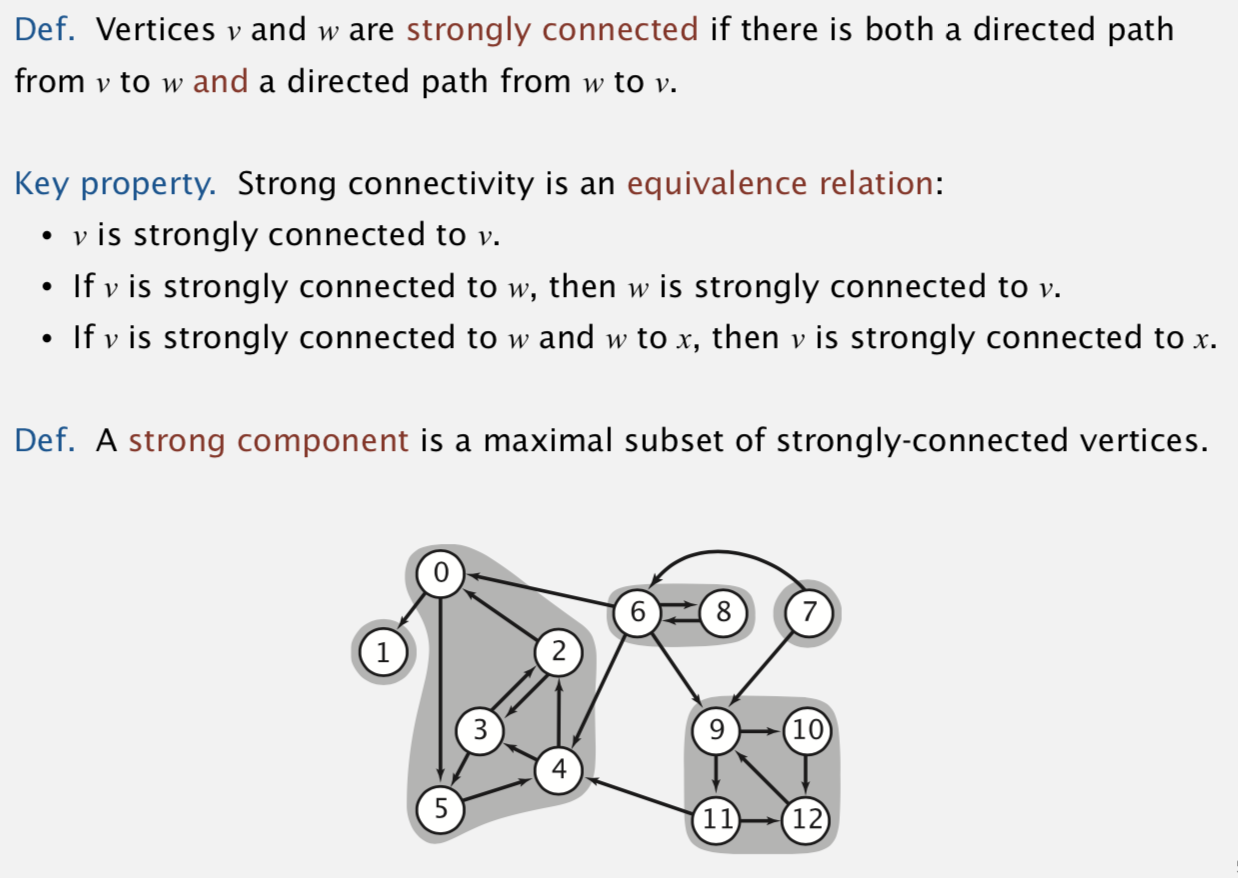 Def. Vertices v and w are strongly connected if there is both a directed path
from v to w and a directed path from w to v.
Key property. Strong connectivity is an equivalence relation:
• v is strongly connected to v.
• If v is strongly connected to w, then w is strongly connected to v.
• If v is strongly connected to w and w to x, then v is strongly connected to x.
Def. A strong component is a maximal subset of strongly-connected vertices.
0
6 8 7
1 2
3 9 10
4
5 11 12